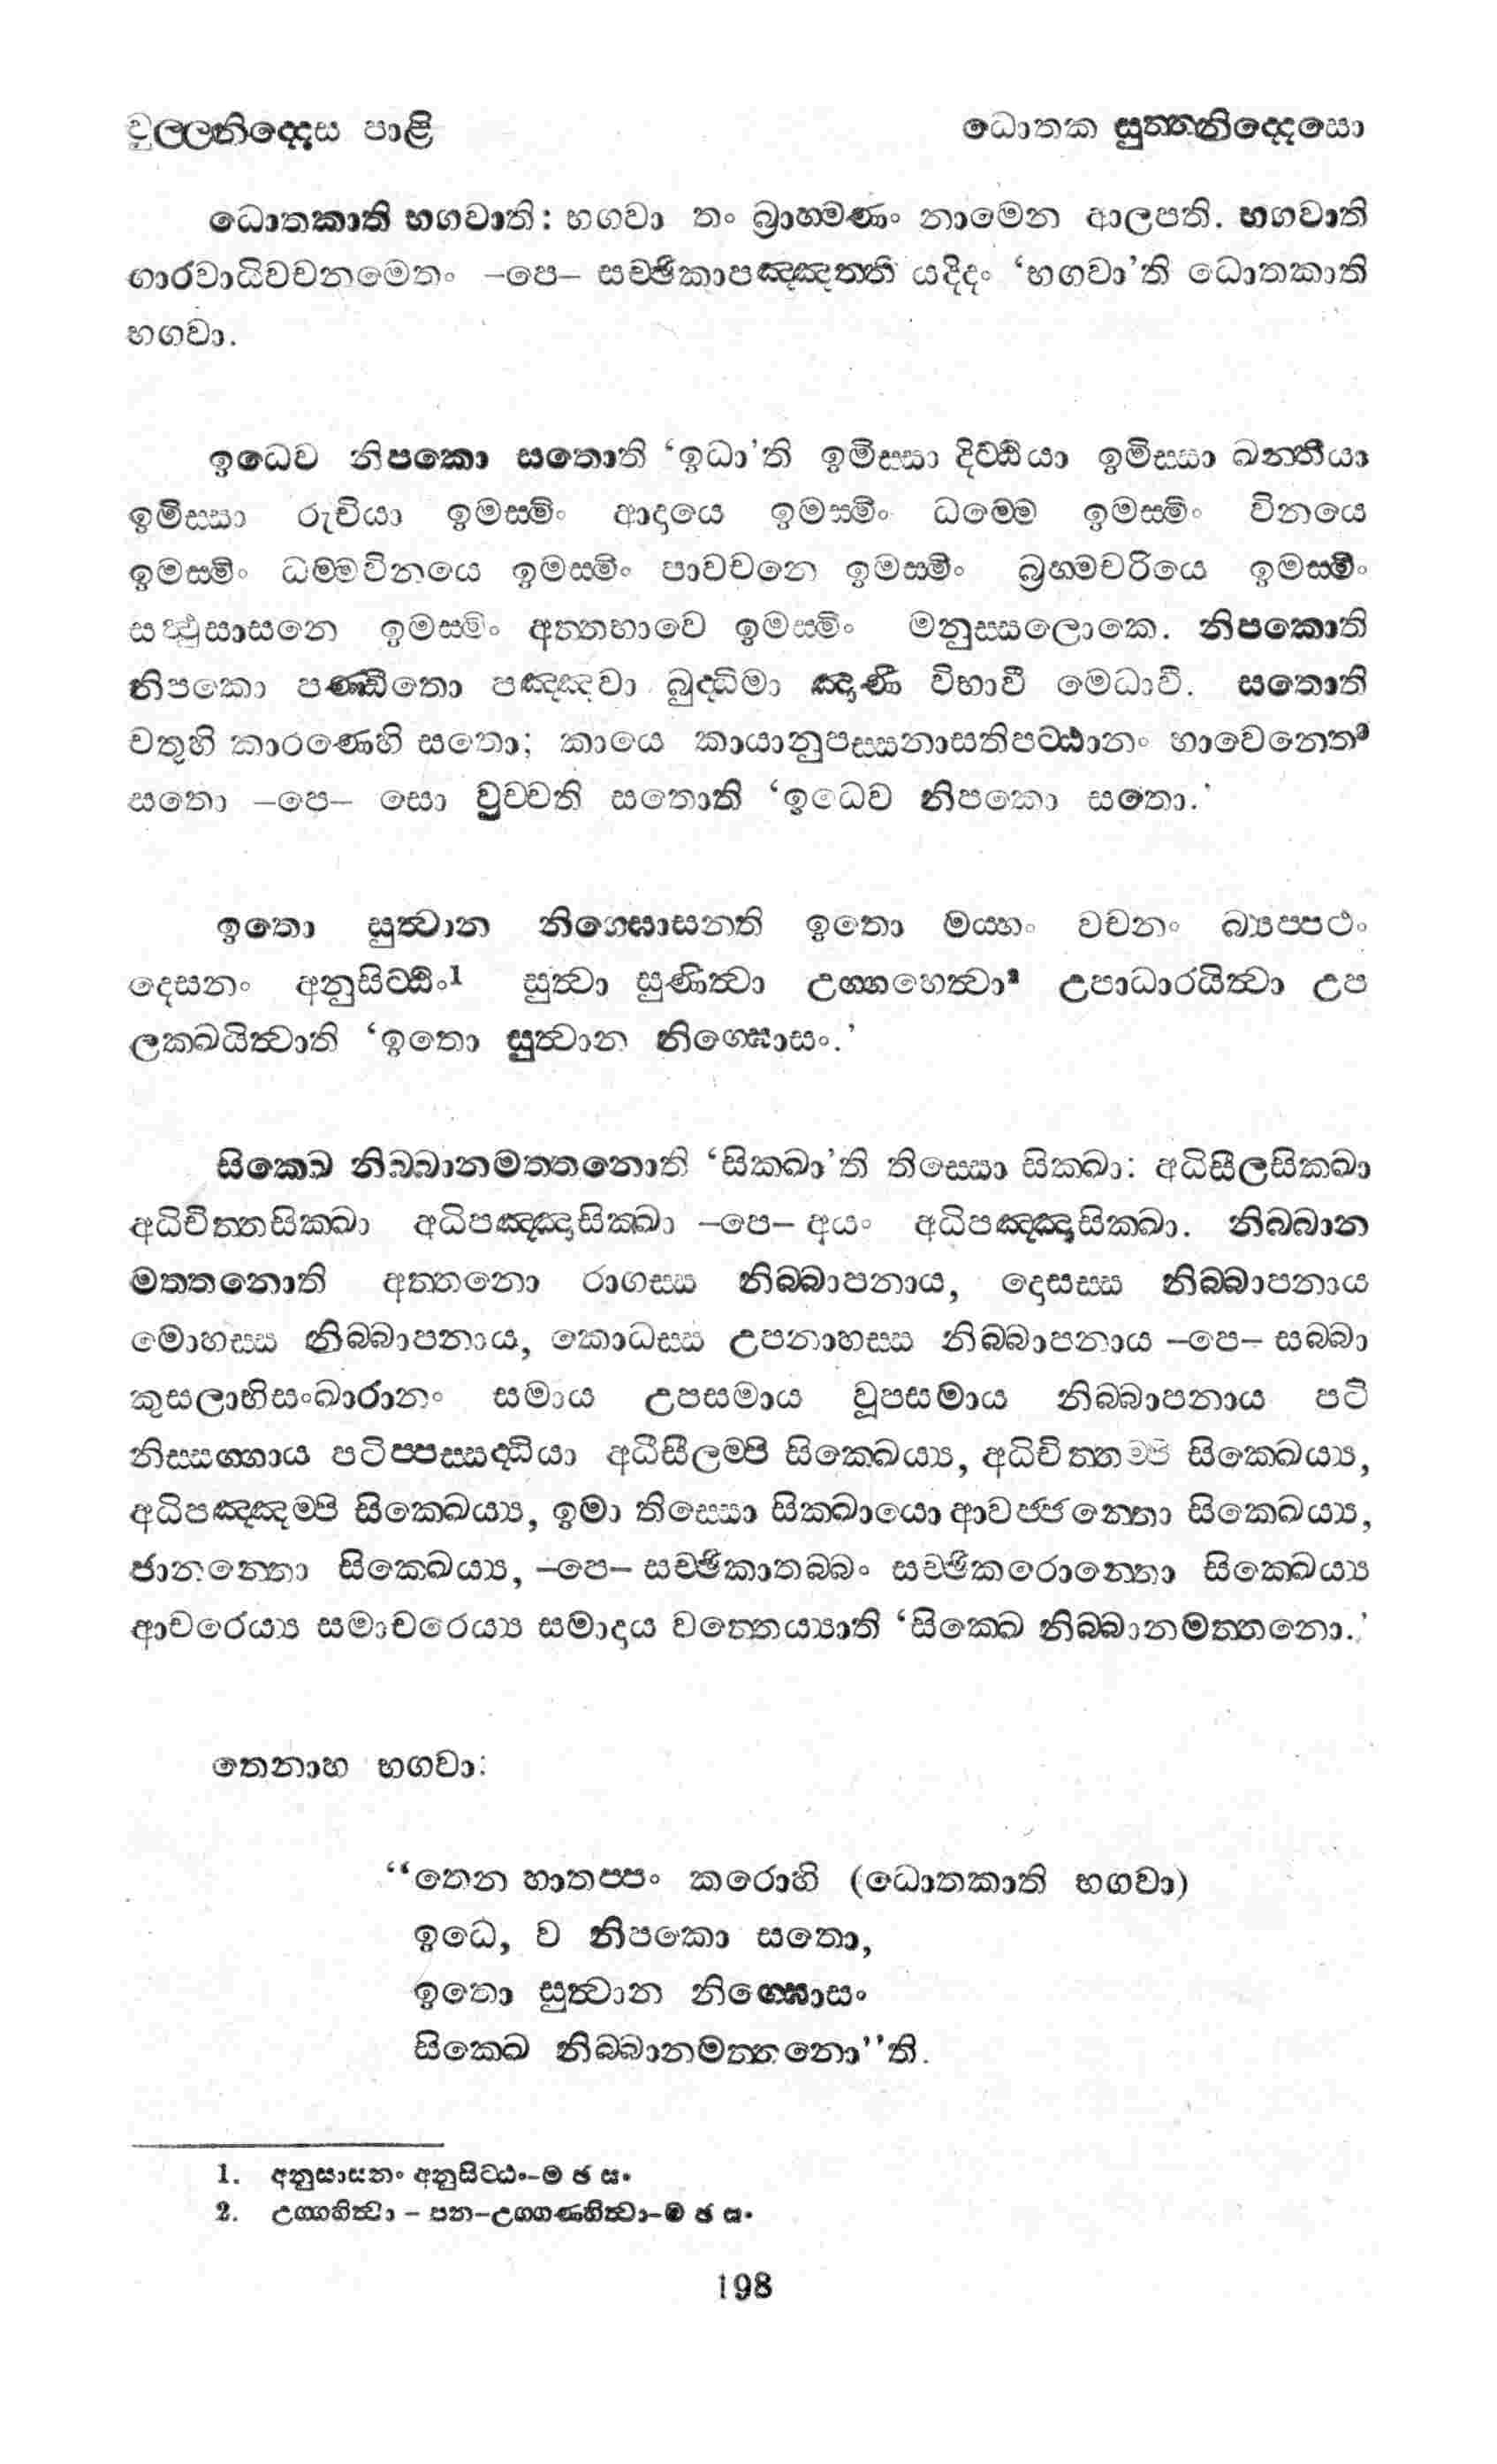 චුල්ලනිද්දෙස පාළි
ධොතක සුත්තනිද්දෙසො
ධොතකාති භගවාති: භගවා තං බ්‍රාහ්මණං නාමෙන ආලපති. භගවාති
ගාරවාධිවචනමෙතං –පෙ– සච්ඡිකාපඤ්ඤත්ති යදිදං ‘භගවා’ති ධොතකාති
භගවා.
ඉධෙව නිපකො සතොති ‘ඉධා’ති ඉමිස්සා දිට්ඨියා ඉමිස්සා ඛන්තියා
ඉමිස්සා රුචියා ඉමස්මිං ආදායෙ ඉමස්මිං ධම්මෙ ඉමස්මිං විනයෙ
ඉමස්මිං ධම්මවිනයෙ ඉමස්මිං පාවචනෙ ඉමස්මිං බ්‍රහ්මචරියෙ ඉමස්මිං
සත්ථුසාසනෙ ඉමස්මිං අත්තභාවෙ ඉමස්මිං මනුස්සලොකෙ. නිපකොති
නිපකො පණ්ඩිතො පඤ්ඤවා බුද්ධිමා ඤාණී විභාවී මෙධාවී. සතොති
චතුහි කාරණෙහි සතො; කායෙ කායානුපස්සනාසතිපට්ඨානං භාවෙන්තො
සතො –පෙ– සො වුච්චති සතොති ‘ඉධෙව නිපකො සතො.’
ඉතො සුත්වාන නිග්ඝොසන්ති ඉතො මය්හං වචනං බ්‍යප්පථං
දෙසනං අනුසිට්ඨිං1 සුත්වා සුණිත්වා උග්ගහෙත්වා2 උපාධාරයිත්වා උප
ලක්ඛයිත්වාති ‘ඉතො සුත්වාන නිග්ඝොසං.’
සික්ඛෙ නිබ්බානමත්තනොති ‘සික්ඛා’ති තිස්සො සික්ඛා: අධිසීලසික්ඛා
අධිචිත්තසික්ඛා අධිපඤ්ඤාසික්ඛා –පෙ– අයං අධිපඤ්ඤාසික්ඛා. නිබ්බාන
මත්තනොති අත්තනො රාගස්ස නිබ්බාපනාය, දොසස්ස නිබ්බාපනාය
මොහස්ස නිබ්බාපනාය, කොධස්ස උපනාහස්ස නිබ්බාපනාය –පෙ– සබ්බා
කුසලාභිසංඛාරානං සමාය උපසමාය වූපසමාය නිබ්බාපනාය පටි
නිස්සග්ගාය පටිප්පස්සද්ධියා අධිසීලම්පි සික්ඛෙය්‍ය, අධිචිත්තම්පි සික්ඛෙය්‍ය,
අධිපඤ්ඤම්පි සික්ඛෙය්‍ය, ඉමා තිස්සො සික්ඛායො ආවජ්ජන්තො සික්ඛෙය්‍ය,
ජානන්තො සික්ඛෙය්‍ය, –පෙ– සච්ඡිකාතබ්බං සච්ඡිකරොන්තො සික්ඛෙය්‍ය
ආචරෙය්‍ය සමාචරෙය්‍ය සමාදාය වත්තෙය්‍යාති ‘සික්ඛෙ නිබ්බානමත්තනො.’
තෙනාහ භගවා:
“තෙන හාතප්පං කරොහි (ධොතකාති භගවා)
ඉධෙ, ව නිපකො සතො,
ඉතො සුත්වාන නිග්ඝොසං
සික්ඛෙ නිබ්බානමත්තනො”ති.
1. අනුසාසනං අනුසිට්ඨං-ම ඡ සං
2. උග්ගහිත්වා – පන-උග්ගණ්හිත්වා-ම ඡ සං
198